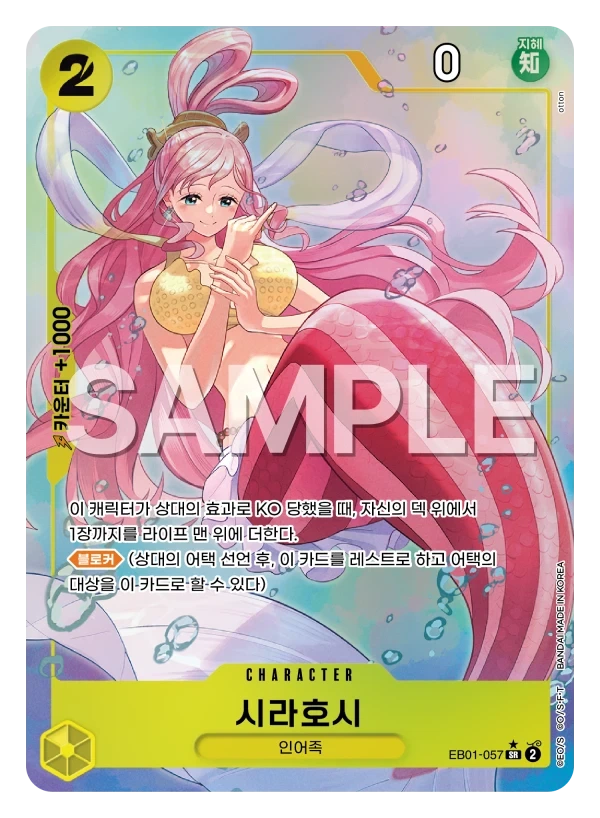 2
0
지혜
知
otton
카운터 +1000
SAMPLE
이 캐릭터가 상대의 효과로 KO 당했을 때, 자신의 덱 위에서
1장까지를 라이프 맨 위에 더한다.
블로커 (상대의 어택 선언 후, 이 카드를 레스트로 하고 어택의
대상을 이 카드로 할 수 있다)
CHARACTER
시라호시
인어족
EB01-057 ★ SR 2
©EO/S ©O/S·F·T BANDAI MADE IN KOREA